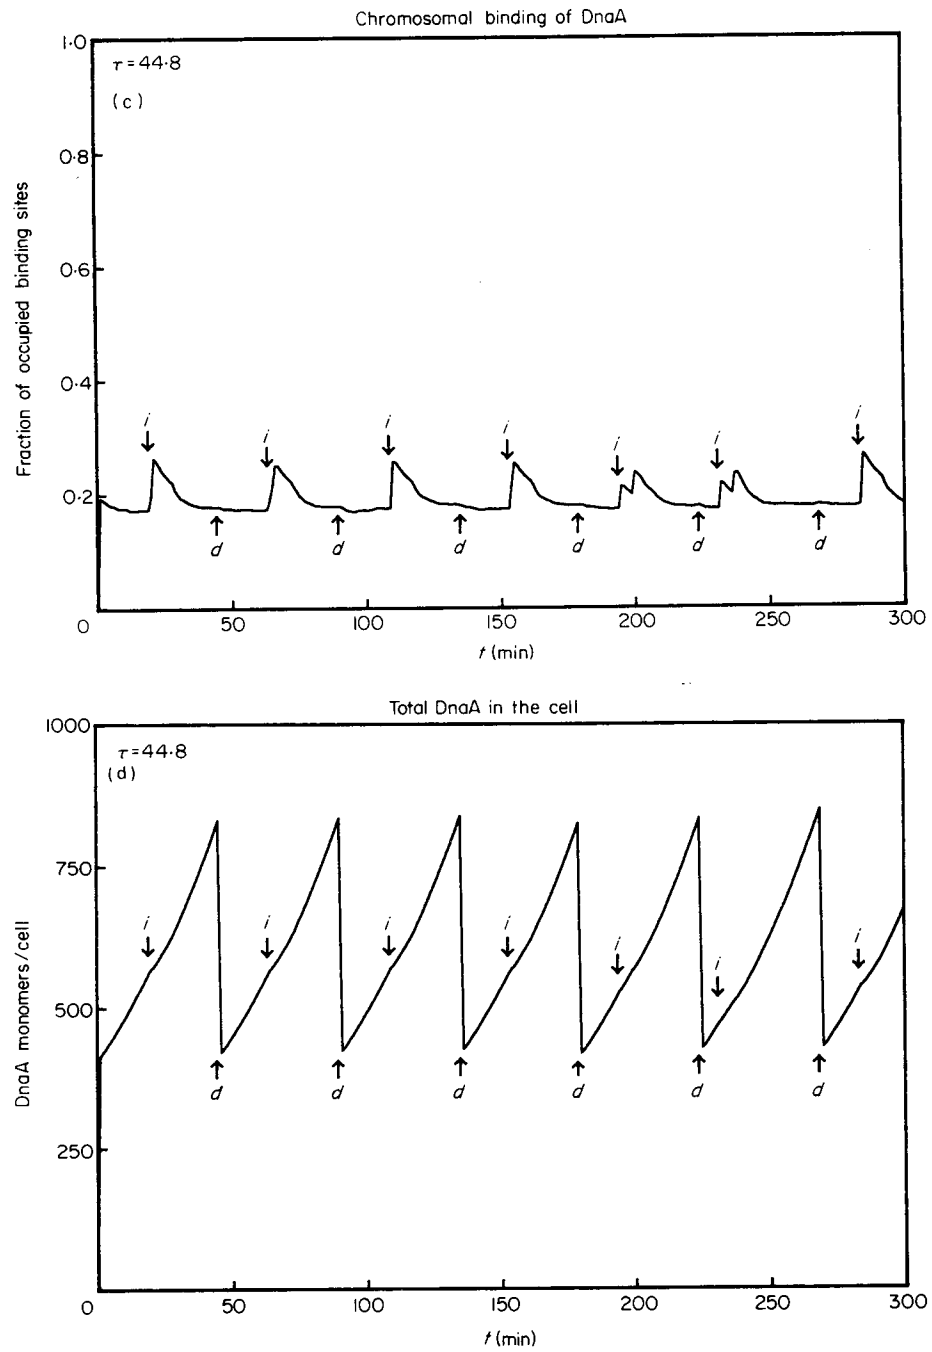 Chromosomal binding of DnaA
1·0
τ=44·8
(c)
0·8
0·6
0·4
0·2
0
Fraction of occupied binding sites
i
i
i
i
i
i
i
d
d
d
d
d
d
50
100
150
200
250
300
t (min)
Total DnaA in the cell
1000
τ=44·8
(d)
750
500
250
0
DnaA monomers/cell
i
i
i
i
i
i
i
d
d
d
d
d
d
50
100
150
200
250
300
t (min)